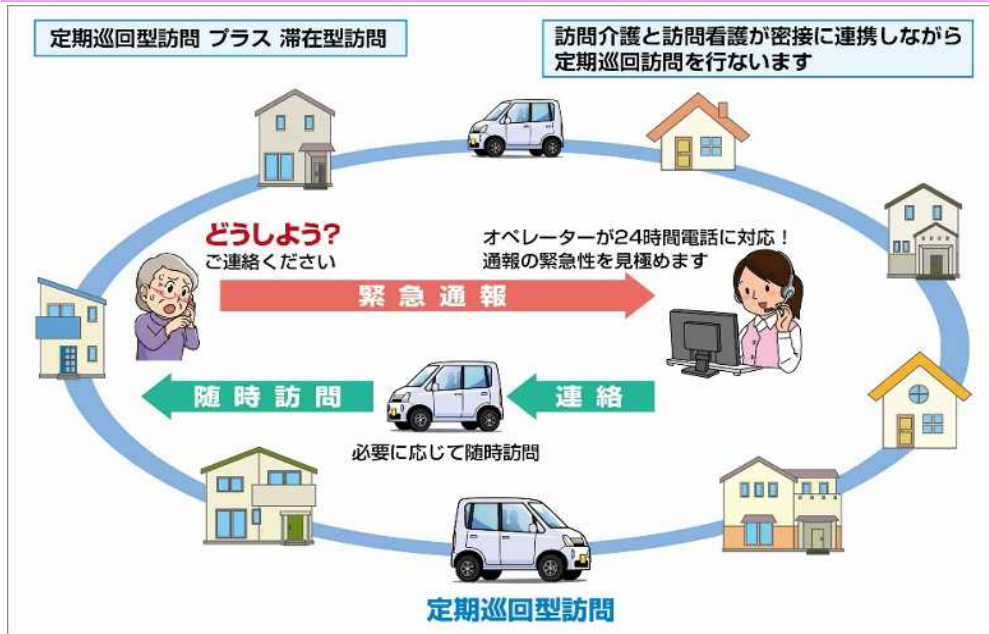 定期巡回型訪問 プラス 滞在型訪問
訪問介護と訪問看護が密接に連携しながら
定期巡回訪問を行ないます
どうしよう?
ご連絡ください
オペレーターが24時間電話に対応!
通報の緊急性を見極めます
緊急通報
随時訪問
連絡
必要に応じて随時訪問
定期巡回型訪問